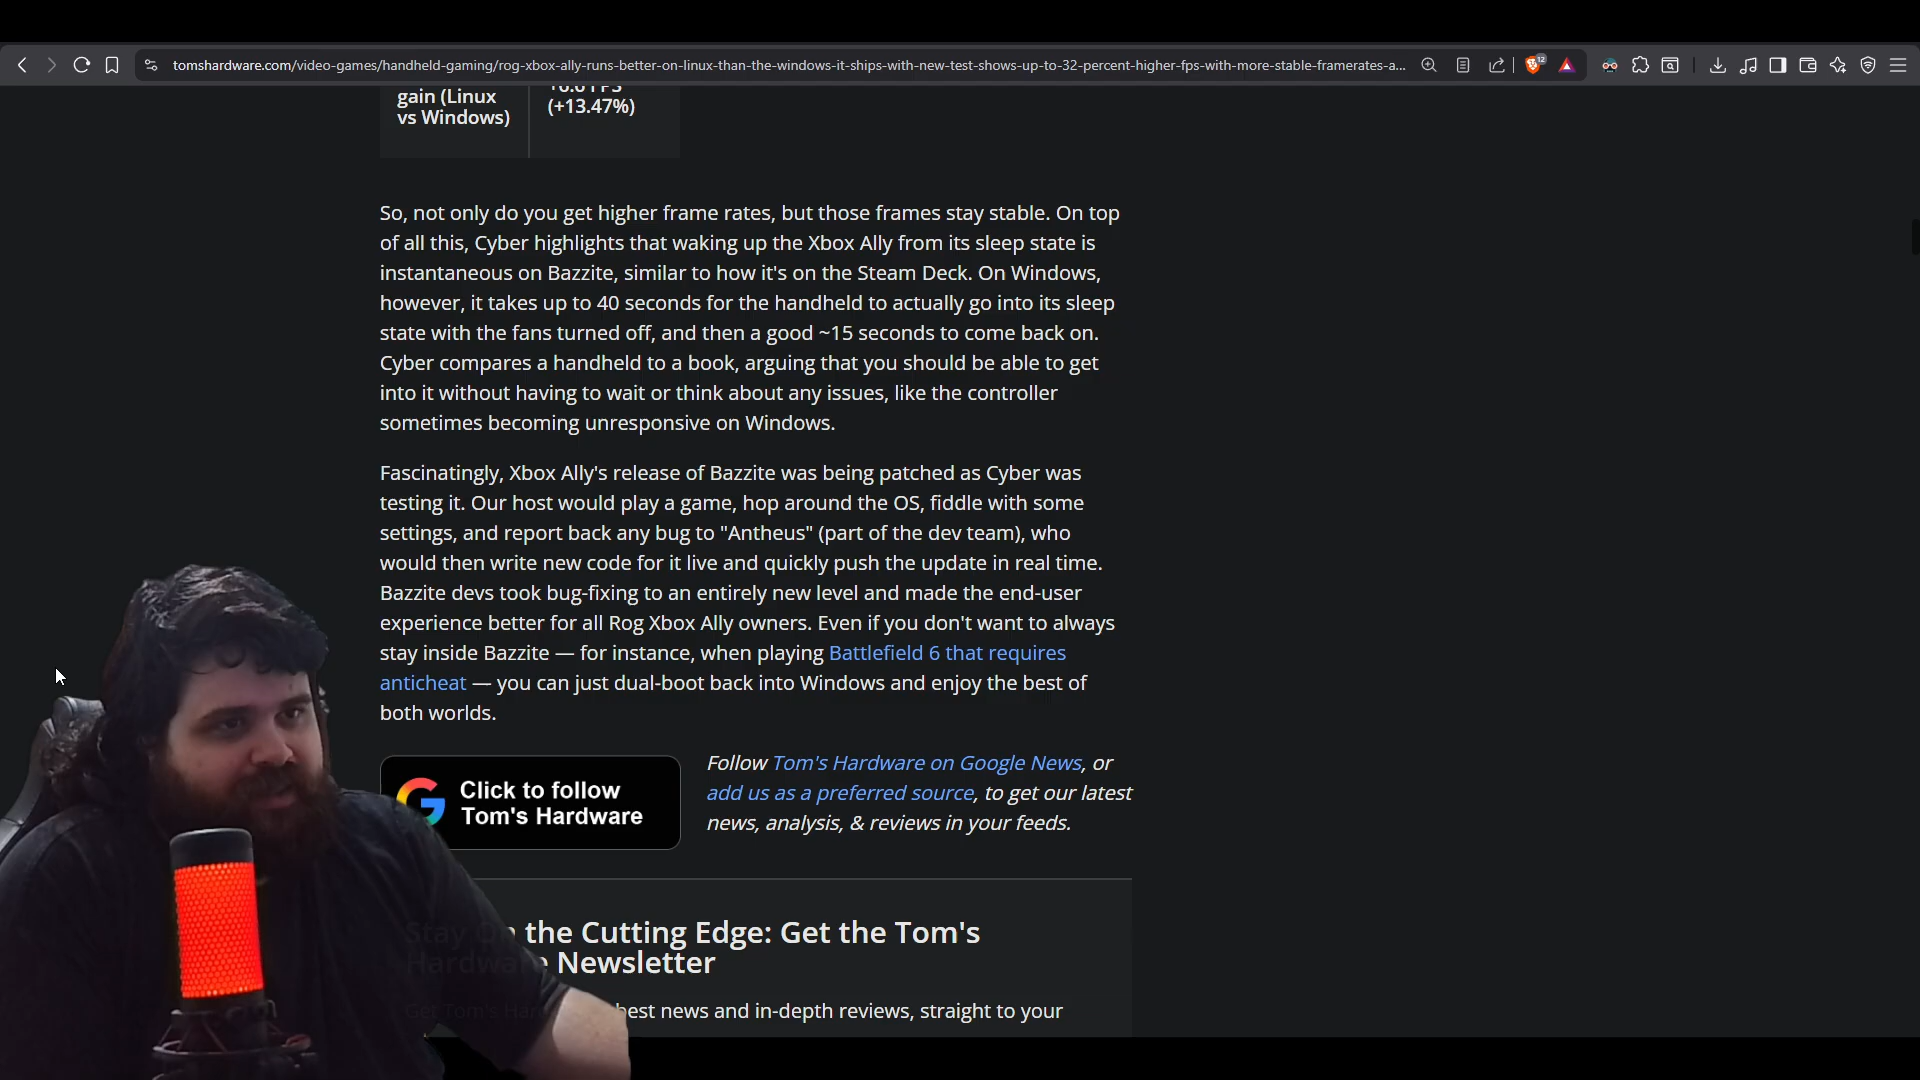 tomshardware.com/video-games/handheld-gaming/rog-xbox-ally-runs-better-on-linux-than-the-windows-it-ships-with-new-test-shows-up-to-32-percent-higher-fps-with-more-stable-framerates-a...
12
gain (Linux
vs Windows)
(+13.47%)
So, not only do you get higher frame rates, but those frames stay stable. On top
of all this, Cyber highlights that waking up the Xbox Ally from its sleep state is
instantaneous on Bazzite, similar to how it's on the Steam Deck. On Windows,
however, it takes up to 40 seconds for the handheld to actually go into its sleep
state with the fans turned off, and then a good ~15 seconds to come back on.
Cyber compares a handheld to a book, arguing that you should be able to get
into it without having to wait or think about any issues, like the controller
sometimes becoming unresponsive on Windows.
Fascinatingly, Xbox Ally's release of Bazzite was being patched as Cyber was
testing it. Our host would play a game, hop around the OS, fiddle with some
settings, and report back any bug to "Antheus" (part of the dev team), who
would then write new code for it live and quickly push the update in real time.
Bazzite devs took bug-fixing to an entirely new level and made the end-user
experience better for all Rog Xbox Ally owners. Even if you don't want to always
stay inside Bazzite — for instance, when playing Battlefield 6 that requires
anticheat — you can just dual-boot back into Windows and enjoy the best of
both worlds.
Click to follow
Tom's Hardware
Follow Tom's Hardware on Google News, or
add us as a preferred source, to get our latest
news, analysis, & reviews in your feeds.
Stay On the Cutting Edge: Get the Tom's
Hardware Newsletter
best news and in-depth reviews, straight to your